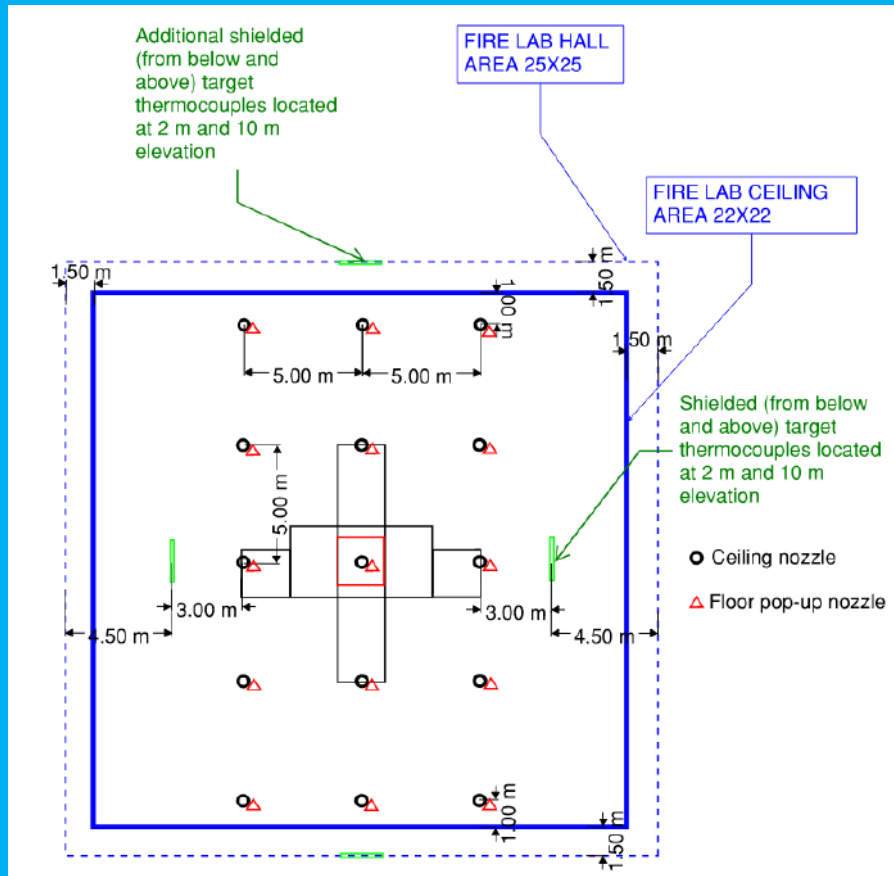 Additional shielded
(from below and
above) target
thermocouples located
at 2 m and 10 m
elevation
FIRE LAB HALL
AREA 25X25
FIRE LAB CEILING
AREA 22X22
1.50 m
1.50 m
1.00 m
1.50 m
5.00 m
5.00 m
Shielded (from below
and above) target
thermocouples located
at 2 m and 10 m
elevation
5.00 m
Ceiling nozzle
3.00 m
3.00 m
Floor pop-up nozzle
4.50 m
4.50 m
1.00 m
1.50 m